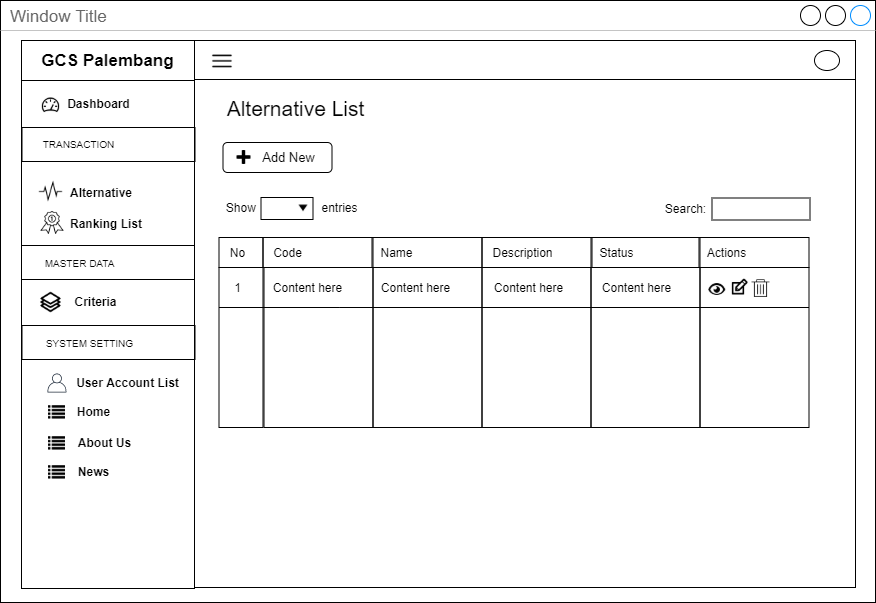 Window Title
GCS Palembang
Dashboard
TRANSACTION
Alternative
Ranking List
MASTER DATA
Criteria
SYSTEM SETTING
User Account List
Home
About Us
News
Alternative List
Add New
Show entries
Search:
No Code Name Description Status Actions
1 Content here Content here Content here Content here